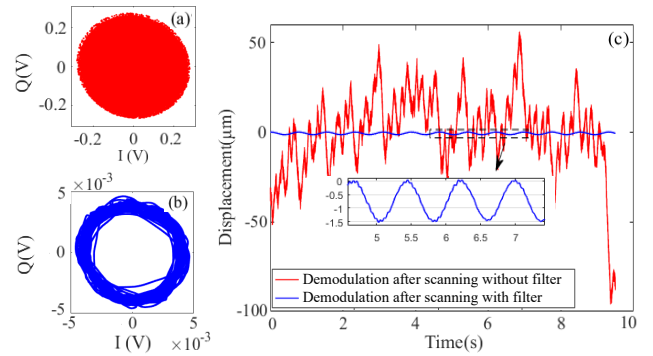 (a)
0.2
0
-0.2
Q(V)
-0.2 0 0.2
I (V)
×10⁻³
5
(b)
0
-5
Q(V)
-5 0 5
I (V) ×10⁻³
50
0
-50
-100
Displacement(μm)
(c)
0
-0.5
-1
-1.5
5 5.5 6 6.5 7
Demodulation after scanning without filter
Demodulation after scanning with filter
0 2 4 6 8 10
Time(s)